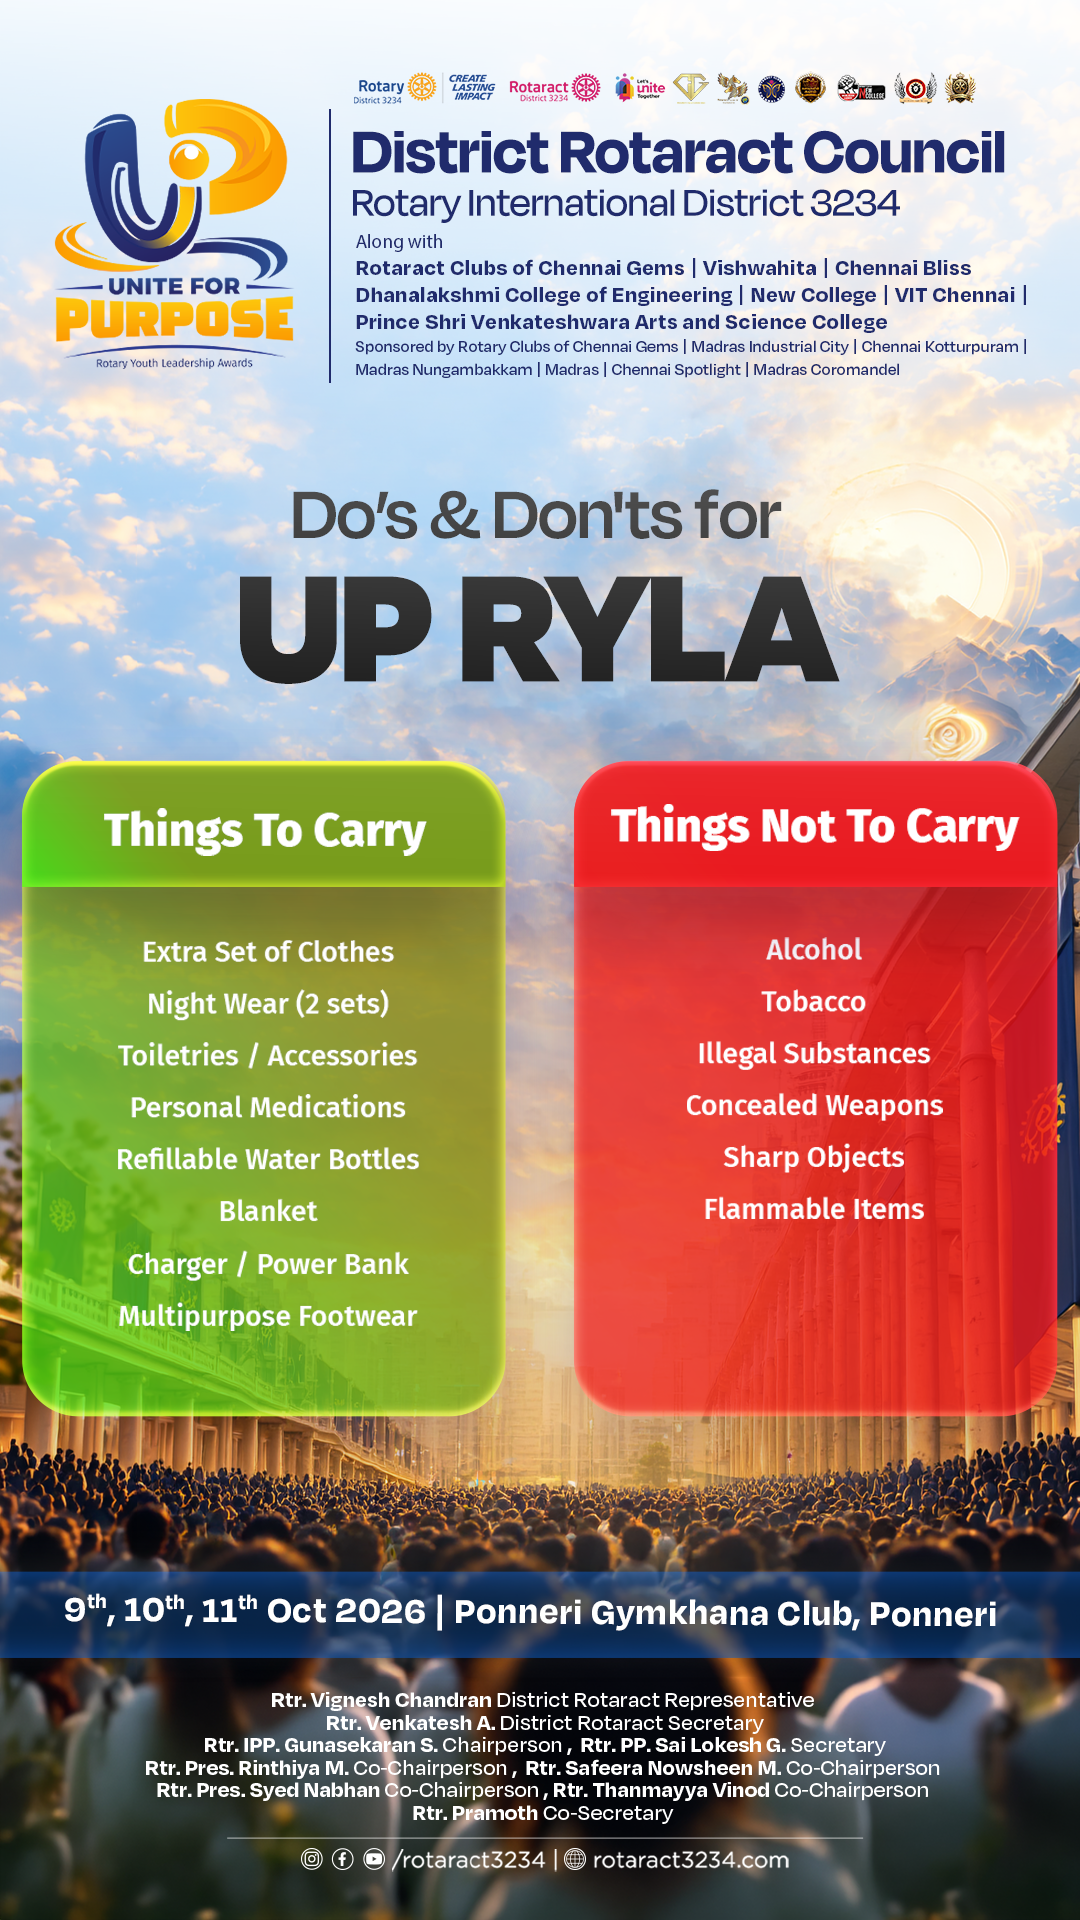 Rotary
District 3234
CREATE
LASTING
IMPACT
Rotaract
District 3234
Let's
unite
Together
UP
UNITE FOR
PURPOSE
Rotary Youth Leadership Awards
District Rotaract Council
Rotary International District 3234
Along with
Rotaract Clubs of Chennai Gems | Vishwahita | Chennai Bliss
Dhanalakshmi College of Engineering | New College | VIT Chennai |
Prince Shri Venkateshwara Arts and Science College
Sponsored by Rotary Clubs of Chennai Gems | Madras Industrial City | Chennai Kotturpuram |
Madras Nungambakkam | Madras | Chennai Spotlight | Madras Coromandel
Do’s & Don'ts for
UP RYLA
Things To Carry
Extra Set of Clothes
Night Wear (2 sets)
Toiletries / Accessories
Personal Medications
Refillable Water Bottles
Blanket
Charger / Power Bank
Multipurpose Footwear
Things Not To Carry
Alcohol
Tobacco
Illegal Substances
Concealed Weapons
Sharp Objects
Flammable Items
9th, 10th, 11th Oct 2026 | Ponneri Gymkhana Club, Ponneri
Rtr. Vignesh Chandran District Rotaract Representative
Rtr. Venkatesh A. District Rotaract Secretary
Rtr. IPP. Gunasekaran S. Chairperson , Rtr. PP. Sai Lokesh G. Secretary
Rtr. Pres. Rinthiya M. Co-Chairperson , Rtr. Safeera Nowsheen M. Co-Chairperson
Rtr. Pres. Syed Nabhan Co-Chairperson , Rtr. Thanmayya Vinod Co-Chairperson
Rtr. Pramoth Co-Secretary
/rotaract3234 | rotaract3234.com